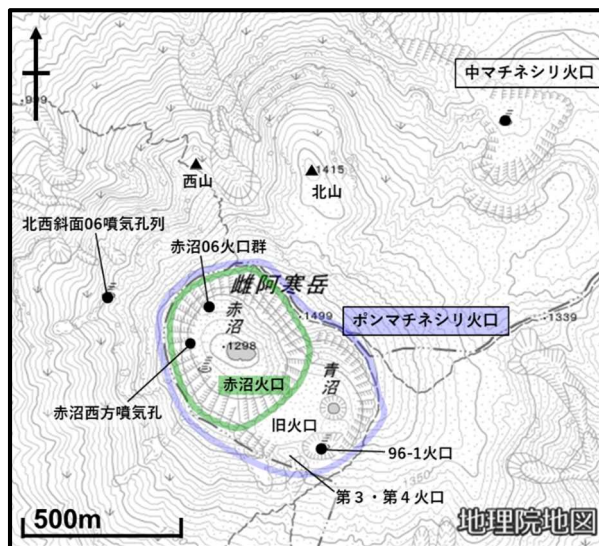 中マチネシリ火口
・999
西山
1415
北山
北西斜面06噴気孔列
赤沼06火口群
雌阿寒岳
赤沼
・1499
ポンマチネシリ火口
・1339
・1298
青沼
赤沼火口
赤沼西方噴気孔
旧火口
96-1火口
1350
第3・第4火口
500m
地理院地図